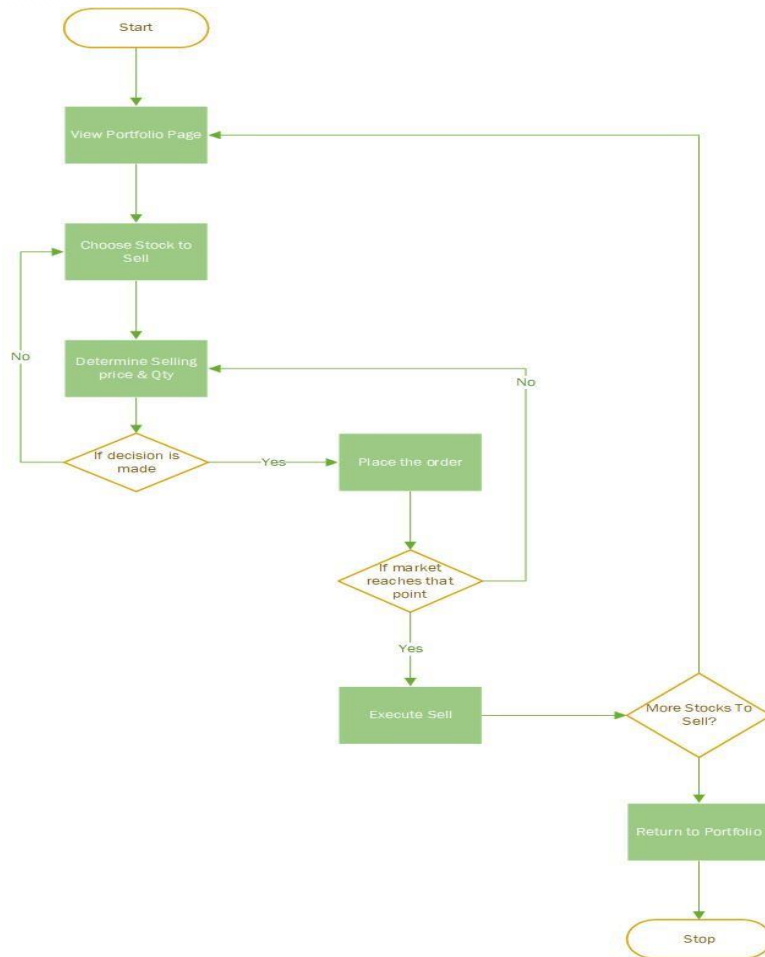 Start
View Portfolio Page
Choose Stock to
Sell
No
Determine Selling
price & Qty
No
If decision is
made
Yes
Place the order
If market
reaches that
point
Yes
Execute Sell
More Stocks To
Sell?
Return to Portfolio
Stop